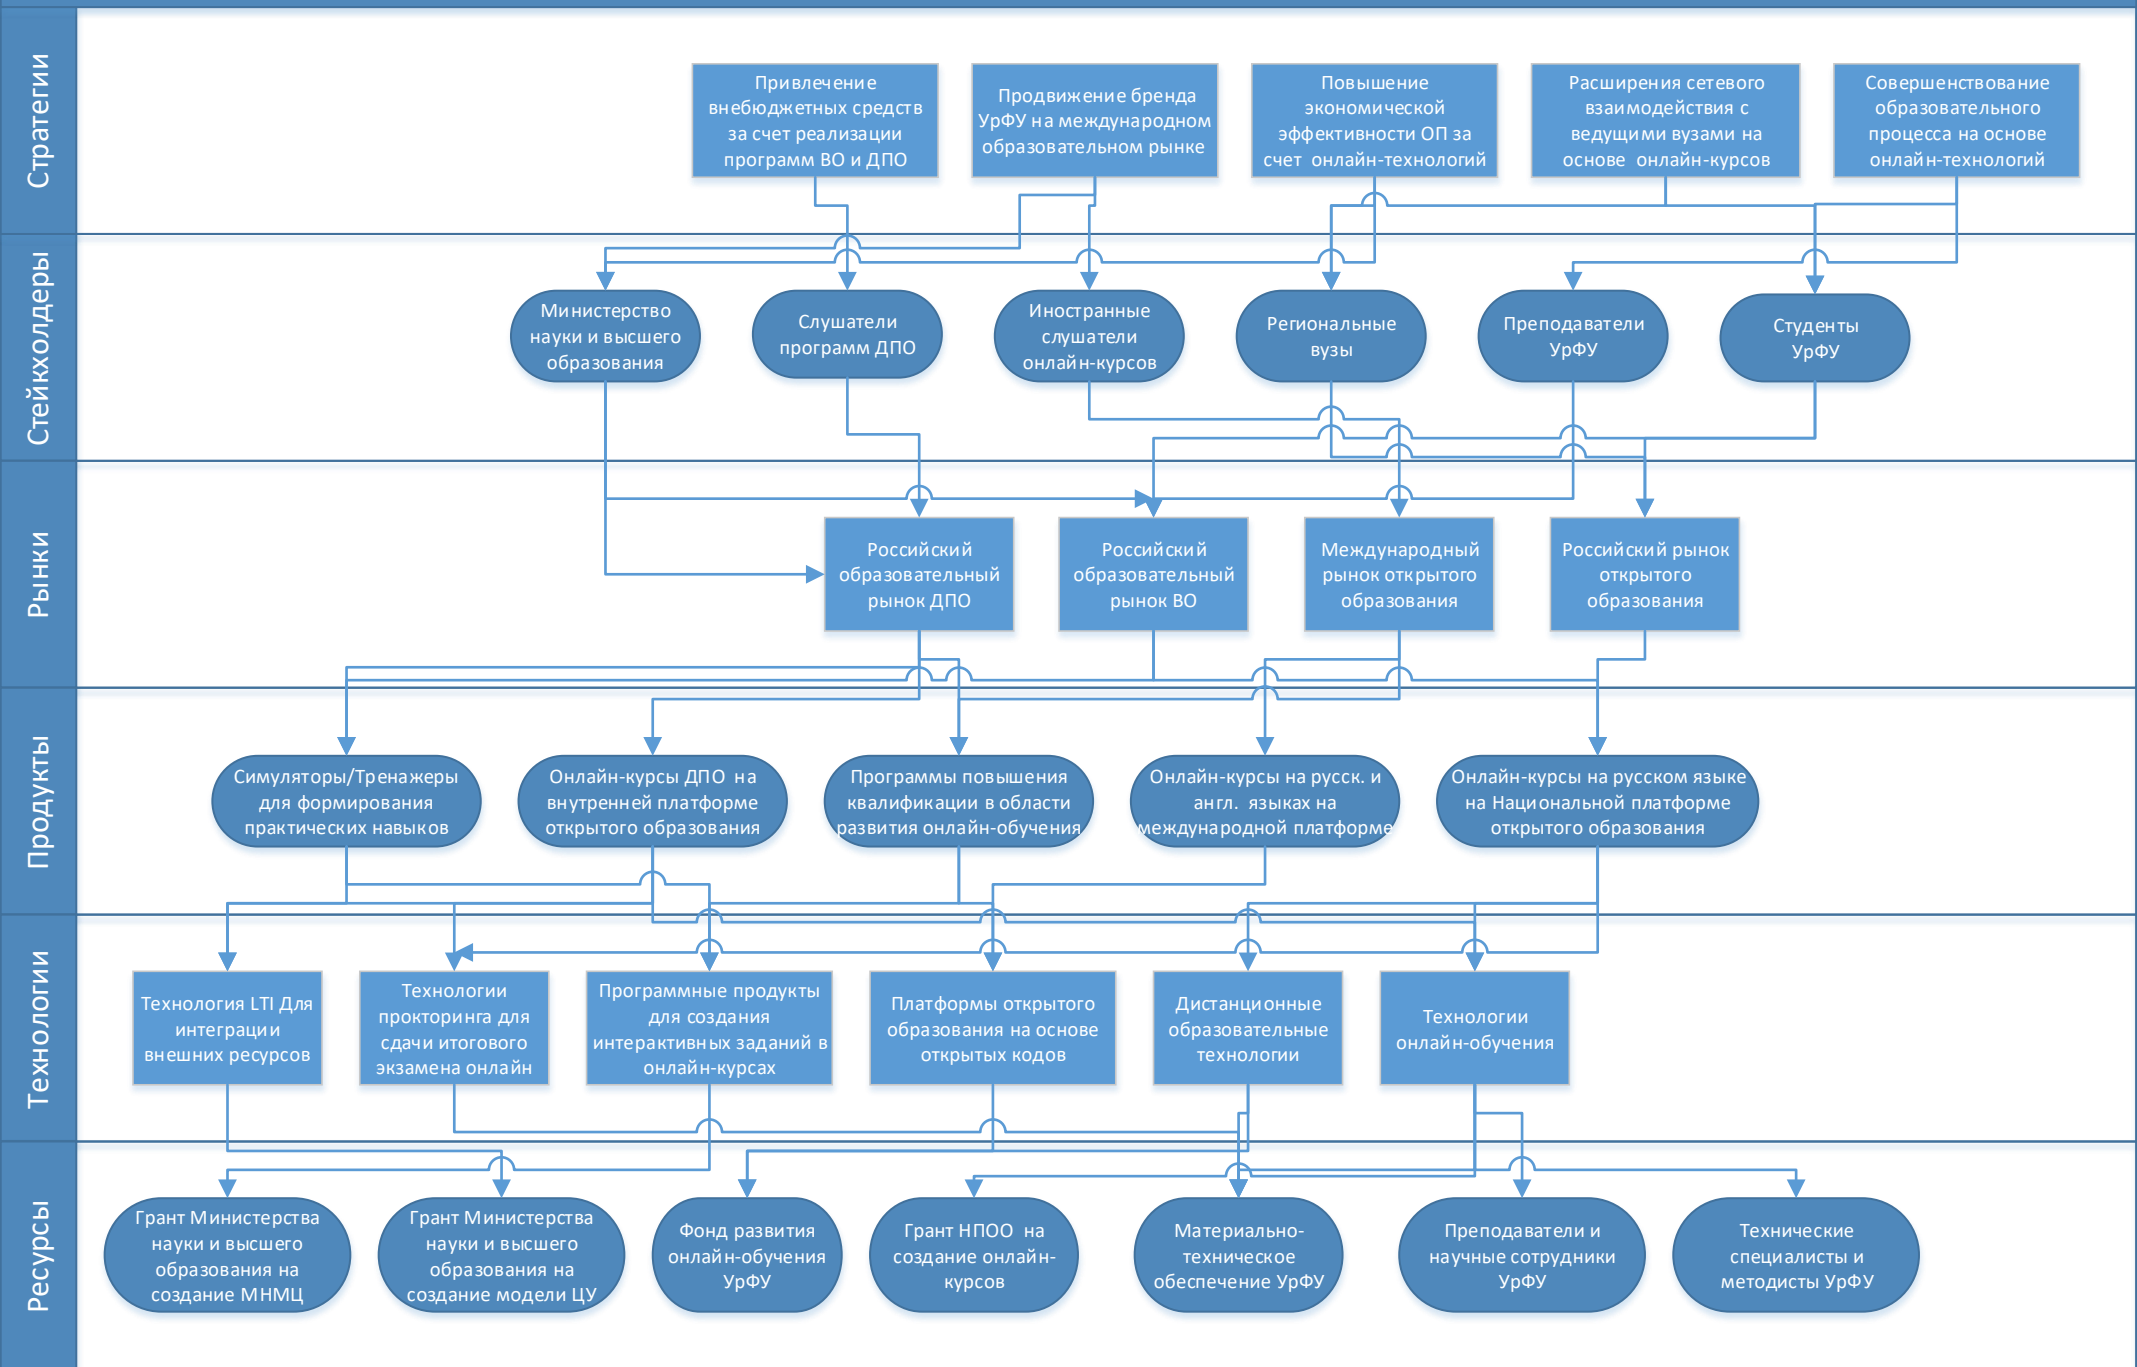 Стратегии
Привлечение
внебюджетных средств
за счет реализации
программ ВО и ДПО
Продвижение бренда
УрФУ на международном
образовательном рынке
Повышение
экономической
эффективности ОП за
счет онлайн-технологий
Расширения сетевого
взаимодействия с
ведущими вузами на
основе онлайн-курсов
Совершенствование
образовательного
процесса на основе
онлайн-технологий
Стейкхолдеры
Министерство
науки и высшего
образования
Слушатели
программ ДПО
Иностранные
слушатели
онлайн-курсов
Региональные
вузы
Преподаватели
УрФУ
Студенты
УрФУ
Рынки
Российский
образовательный
рынок ДПО
Российский
образовательный
рынок ВО
Международный
рынок открытого
образования
Российский рынок
открытого
образования
Продукты
Симуляторы/Тренажеры
для формирования
практических навыков
Онлайн-курсы ДПО на
внутренней платформе
открытого образования
Программы повышения
квалификации в области
развития онлайн-обучения
Онлайн-курсы на русск. и
англ. языках на
международной платформе
Онлайн-курсы на русском языке
на Национальной платформе
открытого образования
Технологии
Технология LTI Для
интеграции
внешних ресурсов
Технологии
прокторинга для
сдачи итогового
экзамена онлайн
Программные продукты
для создания
интерактивных заданий в
онлайн-курсах
Платформы открытого
образования на основе
открытых кодов
Дистанционные
образовательные
технологии
Технологии
онлайн-обучения
Ресурсы
Грант Министерства
науки и высшего
образования на
создание МНМЦ
Грант Министерства
науки и высшего
образования на
создание модели ЦУ
Фонд развития
онлайн-обучения
УрФУ
Грант НПОО на
создание онлайн-
курсов
Материально-
техническое
обеспечение УрФУ
Преподаватели и
научные сотрудники
УрФУ
Технические
специалисты и
методисты УрФУ